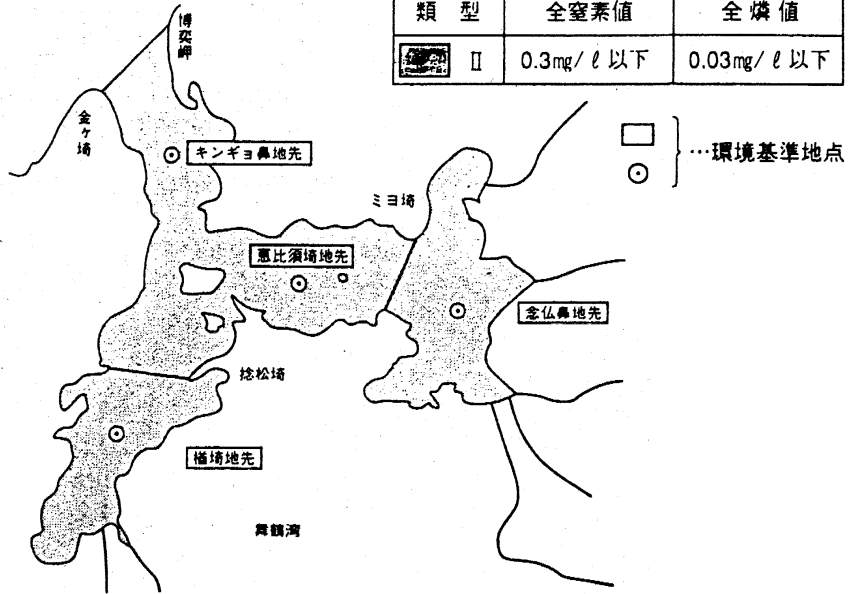 類型 全窒素値 全燐値
II 0.3mg/ℓ以下 0.03mg/ℓ以下
…環境基準地点
博奕岬
金ヶ埼
キンギョ鼻地先
ミヨ埼
恵比須埼地先
念仏鼻地先
捻松埼
楢埼地先
舞鶴湾